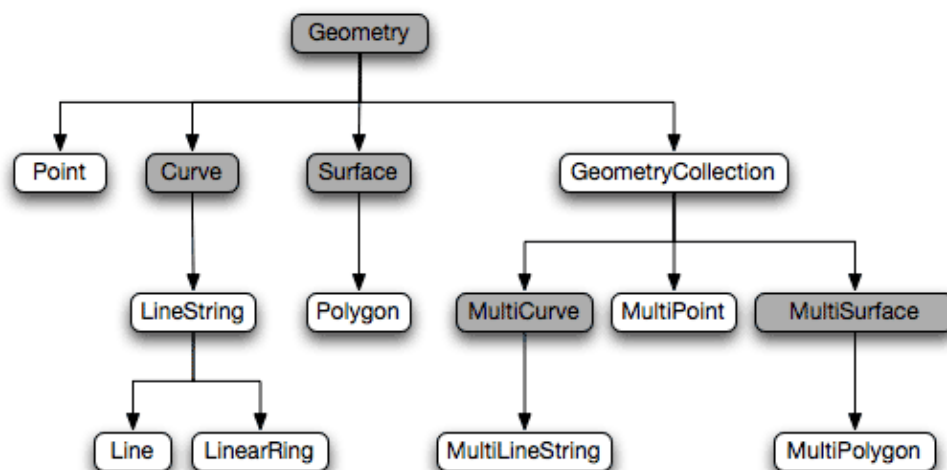 Geometry
Point
Curve
Surface
GeometryCollection
LineString
Polygon
MultiCurve
MultiPoint
MultiSurface
Line
LinearRing
MultiLineString
MultiPolygon